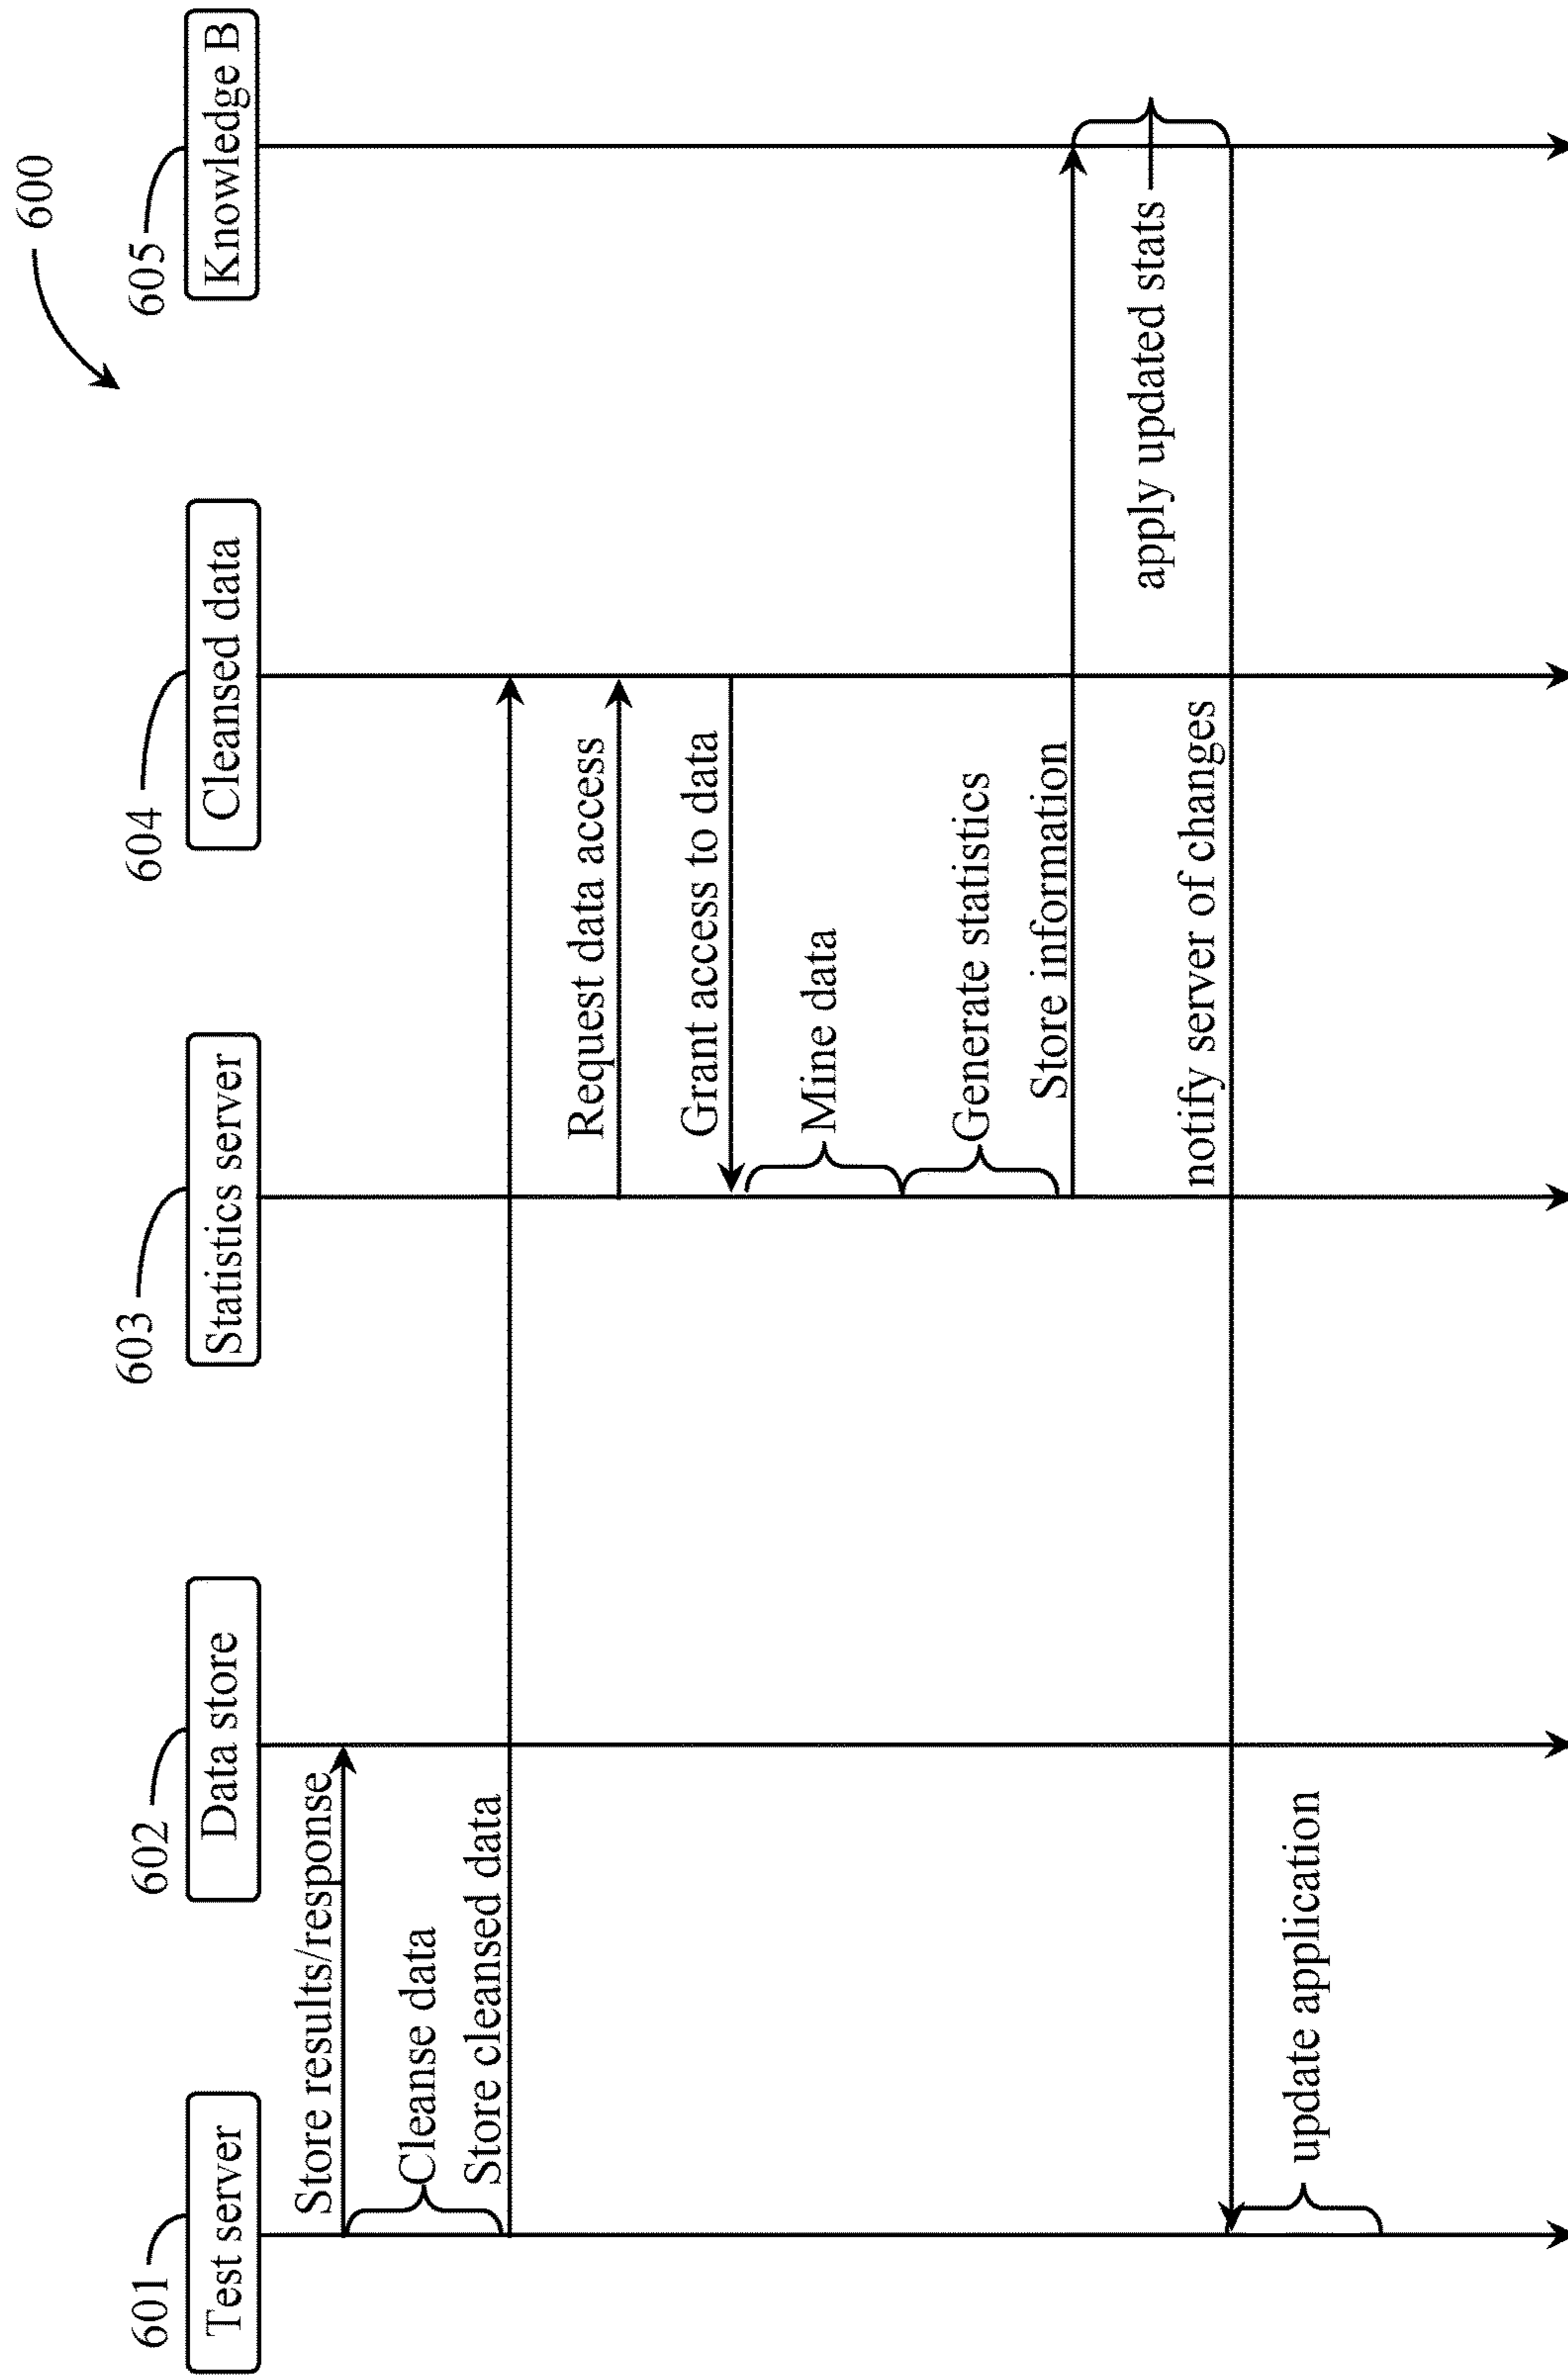 600
601
602
603
604
605
Test server
Data store
Statistics server
Cleansed data
Knowledge B
Store results/response
Cleanse data
Store cleansed data
Request data access
Grant access to data
Mine data
Generate statistics
Store information
apply updated stats
notify server of changes
update application